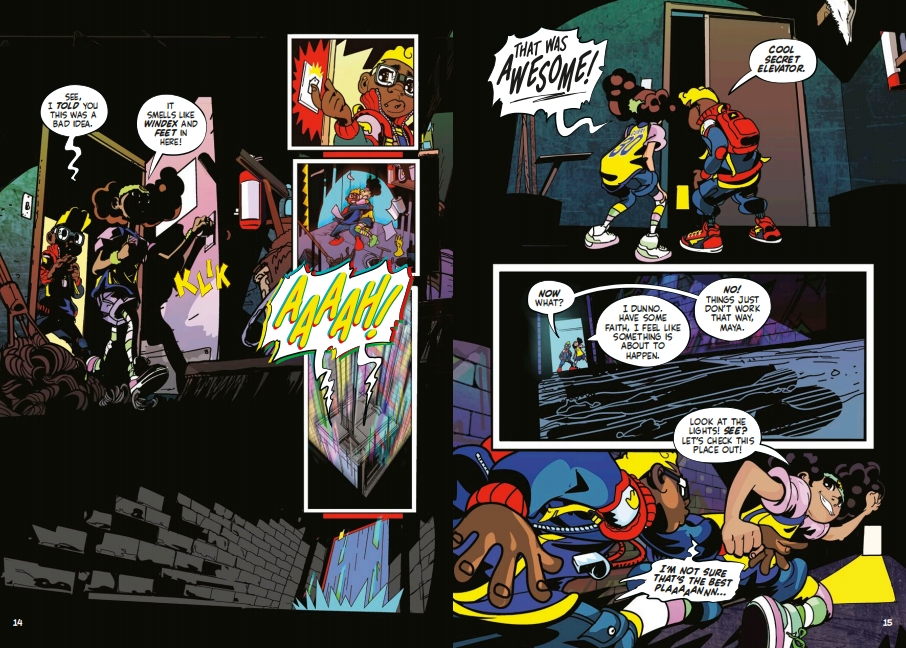 SEE,
I TOLD YOU
THIS WAS A
BAD IDEA.
IT
SMELLS LIKE
WINDEX AND
FEET IN
HERE!
KLIK
AAAAH!
14
THAT WAS
AWESOME!
COOL
SECRET
ELEVATOR.
NOW
WHAT?
I DUNNO.
HAVE SOME
FAITH, I FEEL LIKE
SOMETHING IS
ABOUT TO
HAPPEN.
NO!
THINGS JUST
DON'T WORK
THAT WAY,
MAYA.
LOOK AT THE
LIGHTS! SEE?
LET'S CHECK THIS
PLACE OUT!
I'M NOT SURE
THAT'S THE BEST
PLAAAAANNN...
15